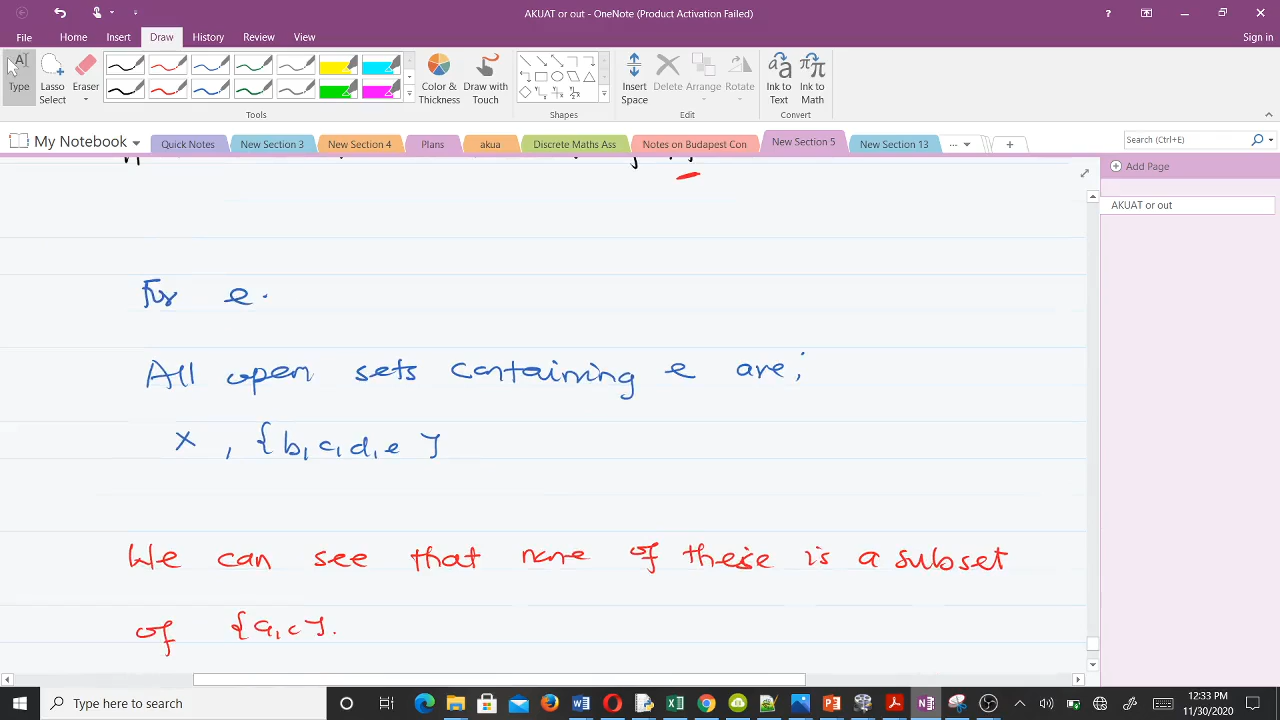 AKUAT or out - OneNote (Product Activation Failed)
File Home Insert Draw History Review View
Sign in
Type
Lasso Select
Eraser
Color & Thickness
Draw with Touch
Insert Space
Delete
Arrange
Rotate
Ink to Text
Ink to Math
Tools
Shapes
Edit
Convert
My Notebook
Quick Notes
New Section 3
New Section 4
Plans
akua
Discrete Maths Ass
Notes on Budapest Con
New Section 5
New Section 13
Search (Ctrl+E)
Add Page
AKUAT or out
For e.
All open sets containing e are;
X , {b, c, d, e }
We can see that none of these is a subset
of {a, c}.
Type here to search
12:33 PM
11/30/2020